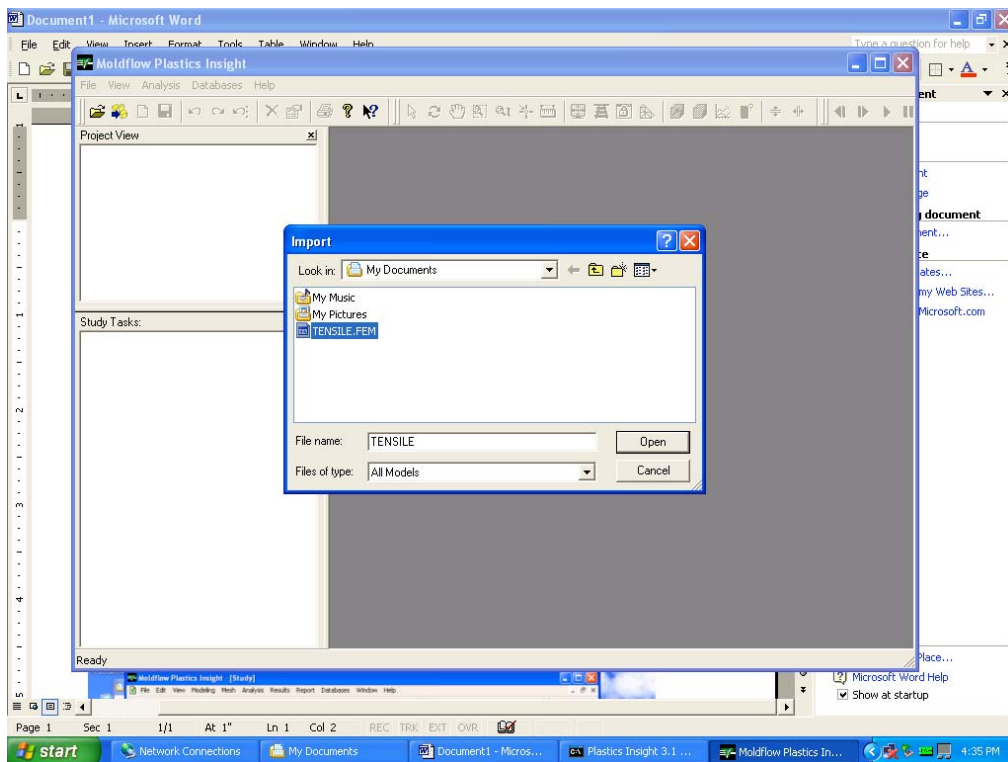 Document1 - Microsoft Word
File Edit View Insert Format Tools Table Window Help
Type a question for help
Moldflow Plastics Insight
File View Analysis Databases Help
Project View
Study Tasks:
Import
Look in: My Documents
My Music
My Pictures
TENSILE.FEM
File name: TENSILE
Open
Files of type: All Models
Cancel
ent
nt
ge
document
ent...
ce
ates...
my Web Sites...
Microsoft.com
Ready
Place...
Microsoft Word Help
Show at startup
Moldflow Plastics Insight - [Study]
File Edit View Modeling Mesh Analysis Results Report Databases Window Help
Page 1 Sec 1 1/1 At 1" Ln 1 Col 2 REC TRK EXT OVR
start
Network Connections
My Documents
Document1 - Micros...
Plastics Insight 3.1 ...
Moldflow Plastics In...
4:35 PM